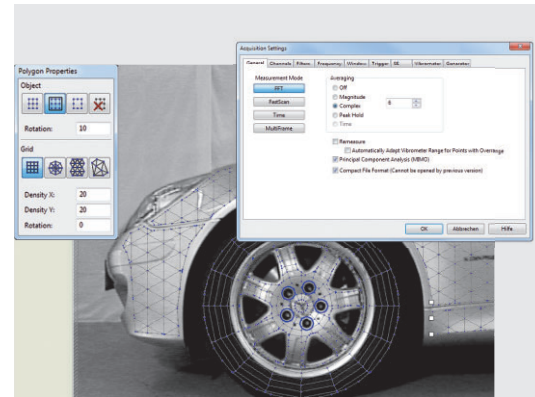 Acquisition Settings
General Channels Filters Frequency Window Trigger SE Vibrometer Generator
Measurement Mode
FFT
FastScan
Time
MultiFrame
Averaging
Off
Magnitude
Complex
6
Peak Hold
Time
Remeasure
Automatically Adapt Vibrometer Range for Points with Overrange
Principal Component Analysis (MIMO)
Compact File Format (Cannot be opened by previous version)
OK Abbrechen Hilfe
Polygon Properties
Object
Rotation: 10
Grid
Density X: 20
Density Y: 20
Rotation: 0